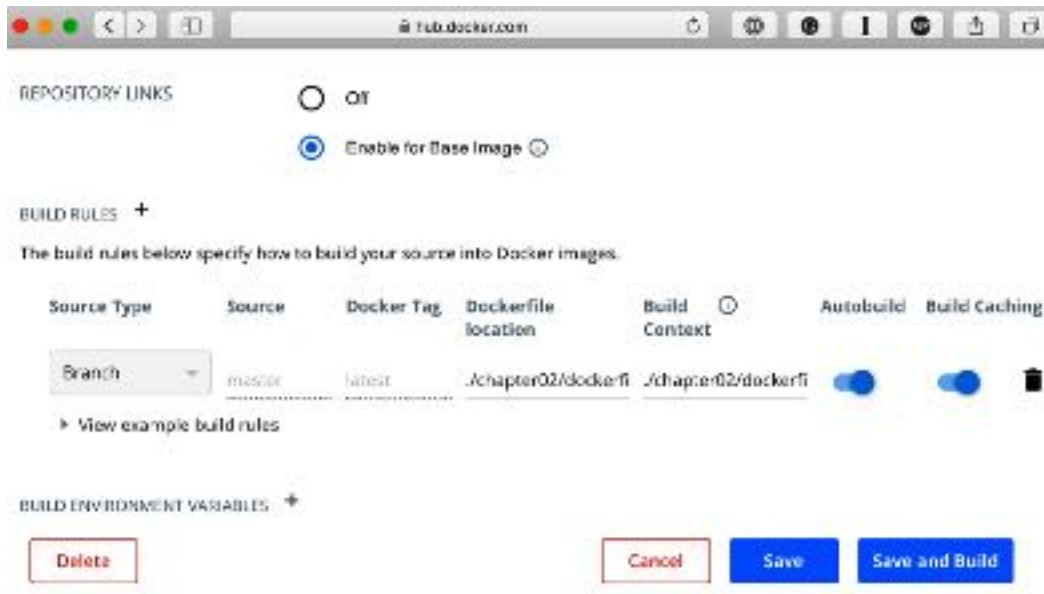 hub.docker.com
REPOSITORY LINKS
Off
Enable for Base Image
BUILD RULES +
The build rules below specify how to build your source into Docker images.
Source Type Source Docker Tag Dockerfile location Build Context Autobuild Build Caching
Branch master latest ./chapter02/dockerfi ./chapter02/dockerfi
View example build rules
BUILD ENVIRONMENT VARIABLES +
Delete Cancel Save Save and Build